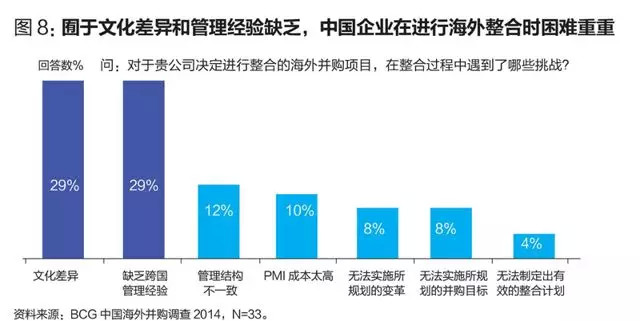 图 8：囿于文化差异和管理经验缺乏，中国企业在进行海外整合时困难重重
回答数%
问：对于贵公司决定进行整合的海外并购项目，在整合过程中遇到了哪些挑战?
29%
29%
12%
10%
8%
8%
4%
文化差异
缺乏跨国
管理经验
管理结构
不一致
PMI 成本太高
无法实施所
规划的变革
无法实施所规
划的并购目标
无法制定出有
效的整合计划
资料来源：BCG 中国海外并购调查 2014，N=33。